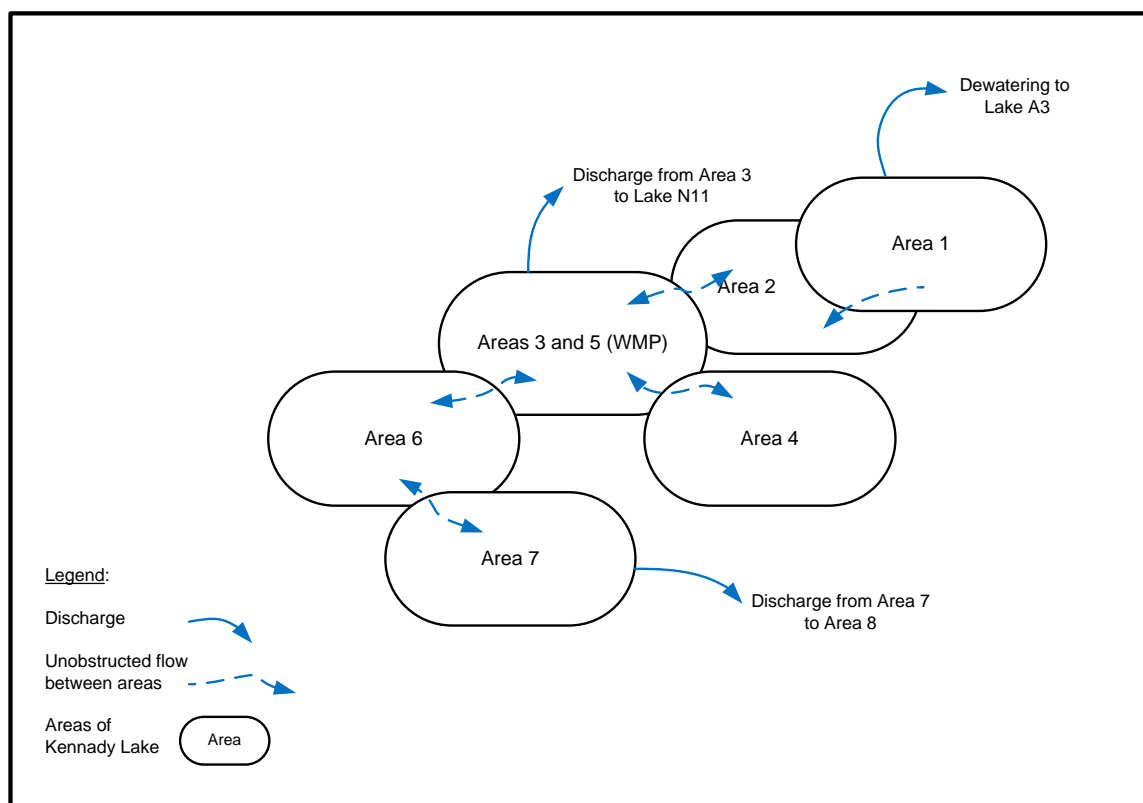 Dewatering to
Lake A3
Discharge from Area 3
to Lake N11
Area 1
Area 2
Areas 3 and 5 (WMP)
Area 6
Area 4
Area 7
Discharge from Area 7
to Area 8
Legend:
Discharge
Unobstructed flow
between areas
Areas of
Kennady Lake
Area